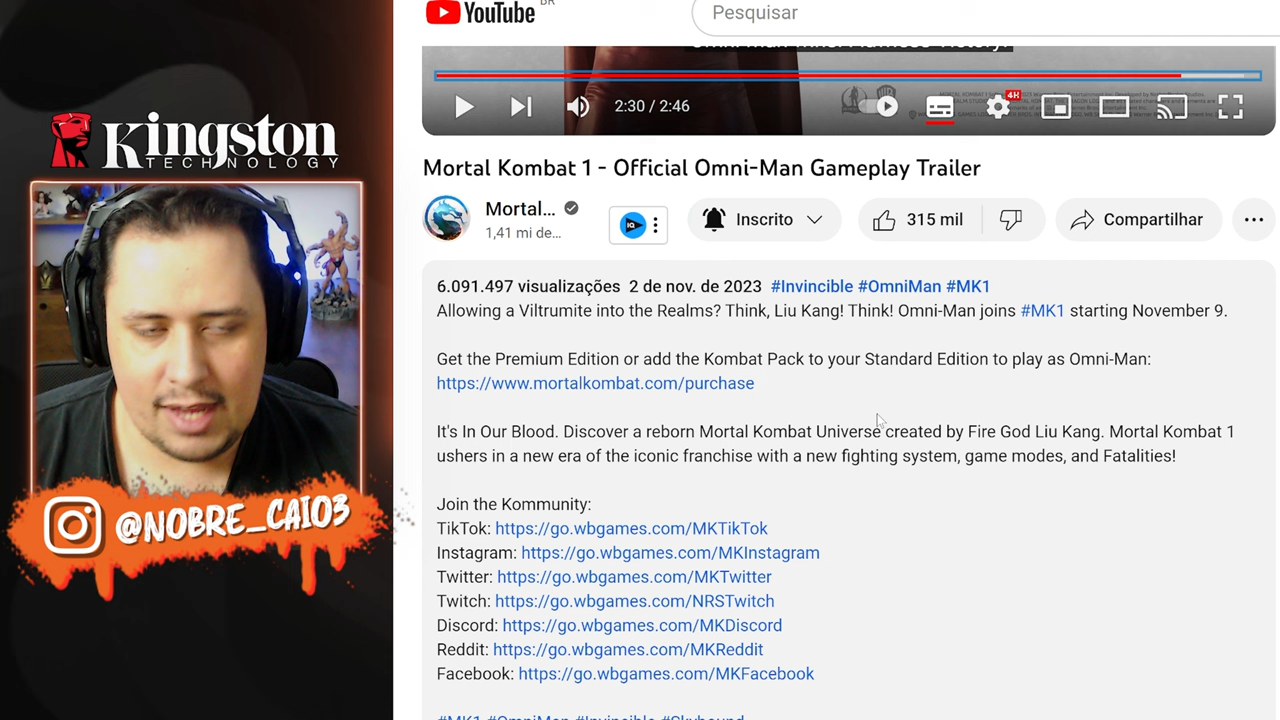 YouTube BR
Pesquisar
2:30 / 2:46
4K
Mortal Kombat 1 - Official Omni-Man Gameplay Trailer
Mortal...
1,41 mi de...
Inscrito
315 mil
Compartilhar
6.091.497 visualizações 2 de nov. de 2023 #Invincible #OmniMan #MK1
Allowing a Viltrumite into the Realms? Think, Liu Kang! Think! Omni-Man joins #MK1 starting November 9.
Get the Premium Edition or add the Kombat Pack to your Standard Edition to play as Omni-Man:
https://www.mortalkombat.com/purchase
It's In Our Blood. Discover a reborn Mortal Kombat Universe created by Fire God Liu Kang. Mortal Kombat 1
ushers in a new era of the iconic franchise with a new fighting system, game modes, and Fatalities!
Join the Kommunity:
TikTok: https://go.wbgames.com/MKTikTok
Instagram: https://go.wbgames.com/MKInstagram
Twitter: https://go.wbgames.com/MKTwitter
Twitch: https://go.wbgames.com/NRSTwitch
Discord: https://go.wbgames.com/MKDiscord
Reddit: https://go.wbgames.com/MKReddit
Facebook: https://go.wbgames.com/MKFacebook
#MK1 #OmniMan #Invincible #Skybound
Kingston
TECHNOLOGY
@NOBRE_CAIO3